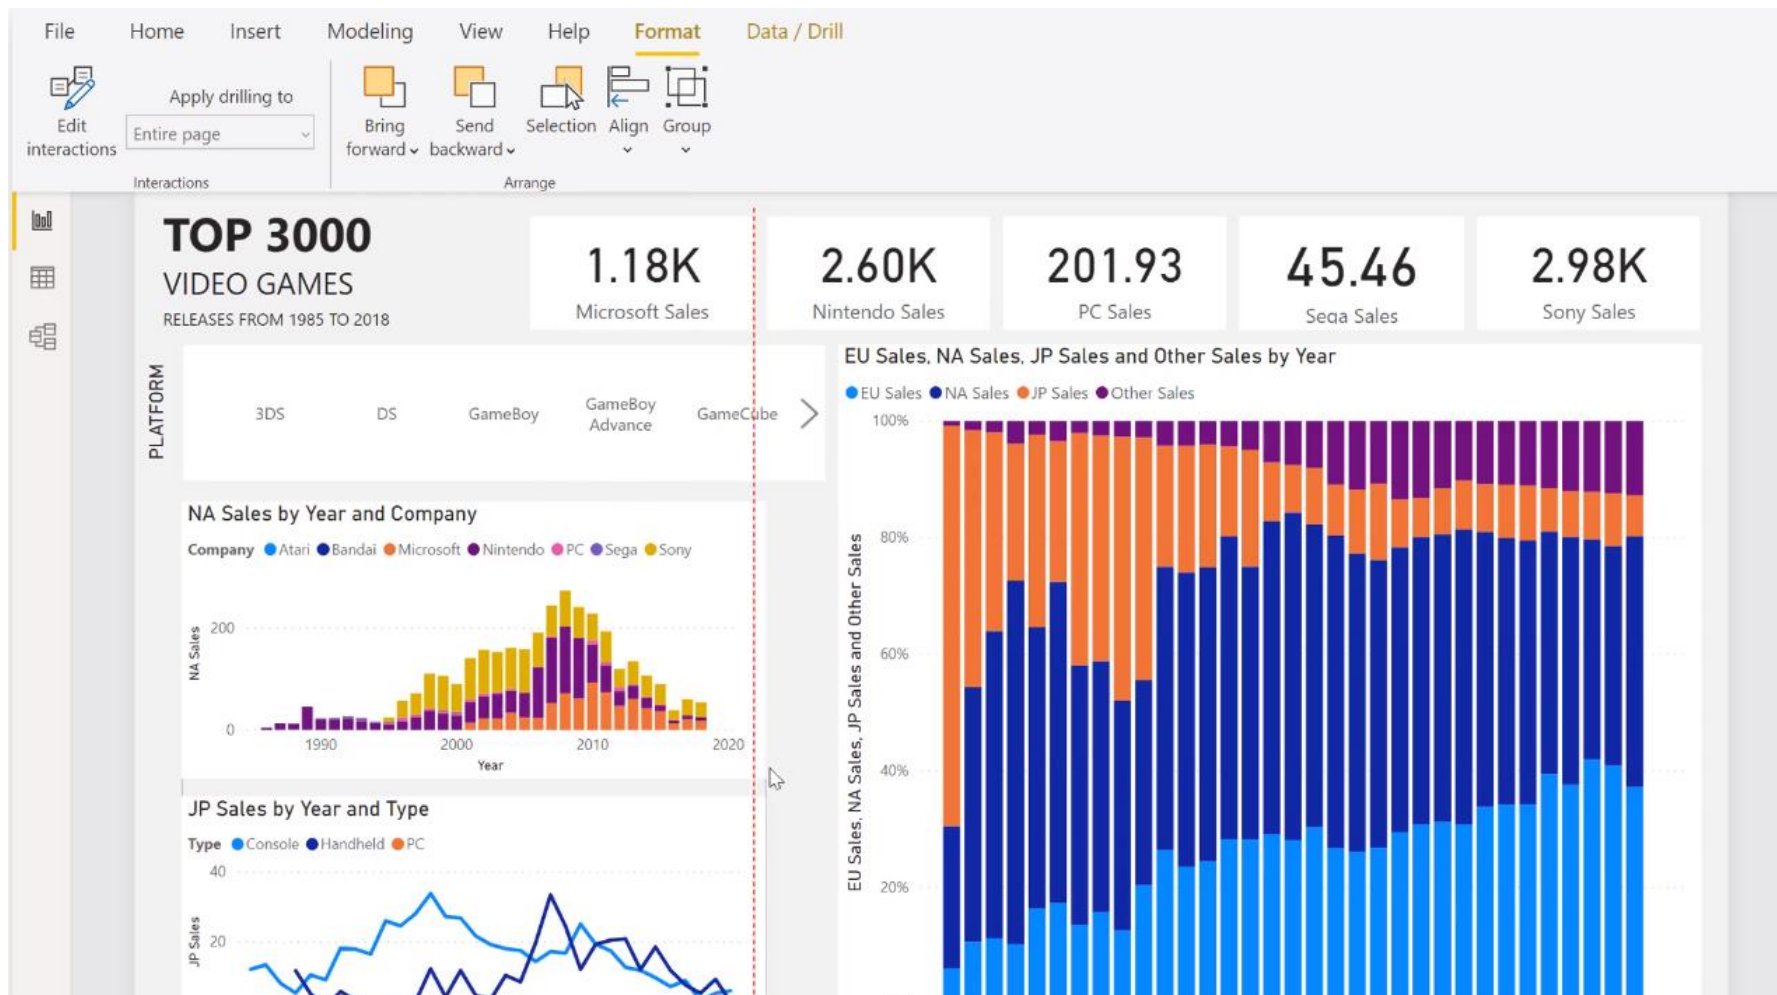 File Home Insert Modeling View Help Format Data / Drill
Edit interactions
Apply drilling to
Entire page
Interactions
Bring forward
Send backward
Selection
Align
Group
Arrange
TOP 3000
VIDEO GAMES
RELEASES FROM 1985 TO 2018
1.18K
Microsoft Sales
2.60K
Nintendo Sales
201.93
PC Sales
45.46
Sega Sales
2.98K
Sony Sales
PLATFORM
3DS
DS
GameBoy
GameBoy Advance
GameCube
NA Sales by Year and Company
Company Atari Bandai Microsoft Nintendo PC Sega Sony
NA Sales
200
0
1990 2000 2010 2020
Year
JP Sales by Year and Type
Type Console Handheld PC
JP Sales
40
20
EU Sales, NA Sales, JP Sales and Other Sales by Year
EU Sales NA Sales JP Sales Other Sales
EU Sales, NA Sales, JP Sales and Other Sales
100%
80%
60%
40%
20%